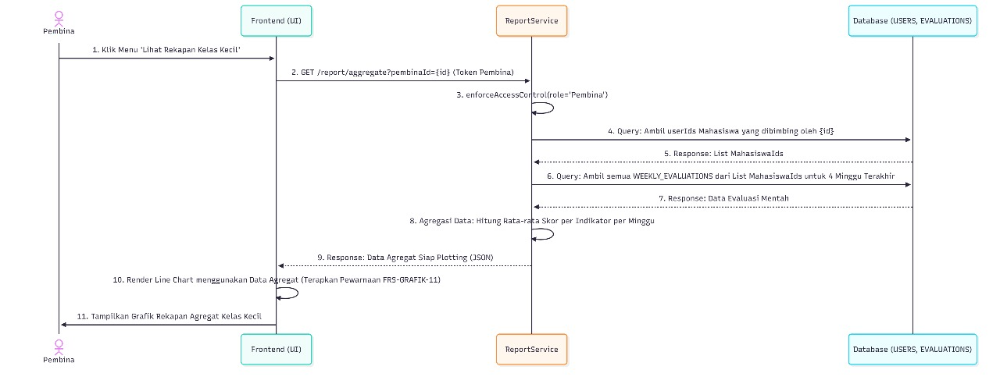 Pembina
Frontend (UI)
ReportService
Database (USERS, EVALUATIONS)
1. Klik Menu 'Lihat Rekapan Kelas Kecil'
2. GET /report/aggregate?pembinaId={id} (Token Pembina)
3. enforceAccessControl(role='Pembina')
4. Query: Ambil userIds Mahasiswa yang dibimbing oleh {id}
5. Response: List MahasiswaIds
6. Query: Ambil semua WEEKLY_EVALUATIONS dari List MahasiswaIds untuk 4 Minggu Terakhir
7. Response: Data Evaluasi Mentah
8. Agregasi Data: Hitung Rata-rata Skor per Indikator per Minggu
9. Response: Data Agregat Siap Plotting (JSON)
10. Render Line Chart menggunakan Data Agregat (Terapkan Pewarnaan FRS-GRAFIK-11)
11. Tampilkan Grafik Rekapan Agregat Kelas Kecil
Pembina
Frontend (UI)
ReportService
Database (USERS, EVALUATIONS)